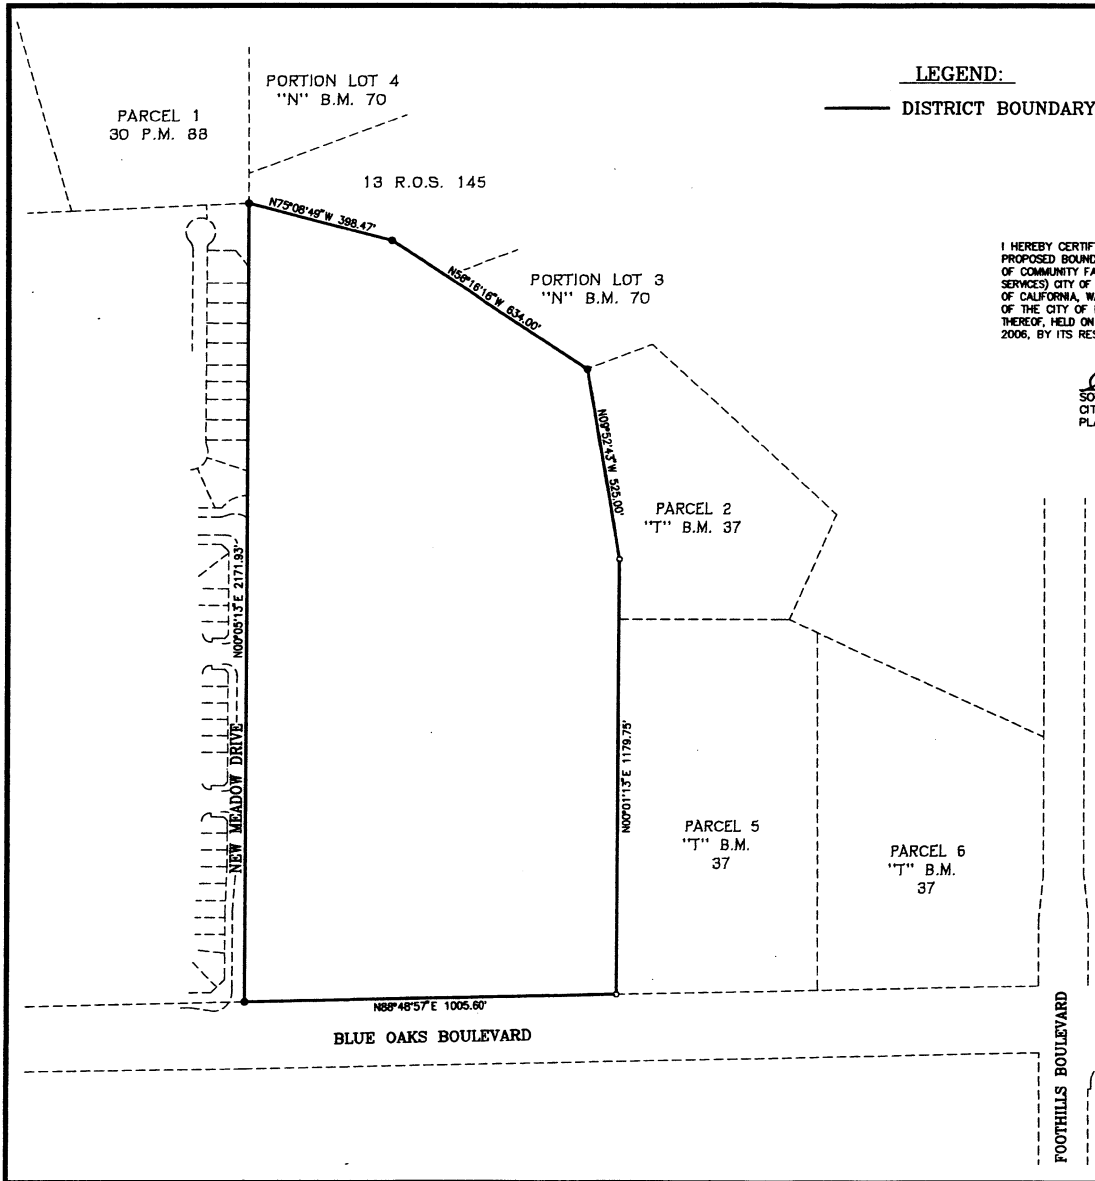 LEGEND:
DISTRICT BOUNDARY
PORTION LOT 4
"N" B.M. 70
PARCEL 1
30 P.M. 88
13 R.O.S. 145
N75°08'49"W 398.47'
I HEREBY CERTIF
PROPOSED BOUND
OF COMMUNITY FA
SERVICES) CITY OF
OF CALIFORNIA, WA
OF THE CITY OF
THEREOF, HELD ON
2006, BY ITS RES
N58°16'16"W 634.00'
PORTION LOT 3
"N" B.M. 70
CIT
PLA
N09°52'43"W 525.00'
PARCEL 2
"T" B.M. 37
N00°05'13"E 2171.93'
NEW MEADOW DRIVE
N00°01'13"E 1179.75'
PARCEL 5
"T" B.M.
37
PARCEL 6
"T" B.M.
37
N88°48'57"E 1005.60'
BLUE OAKS BOULEVARD
FOOTHILLS BOULEVARD